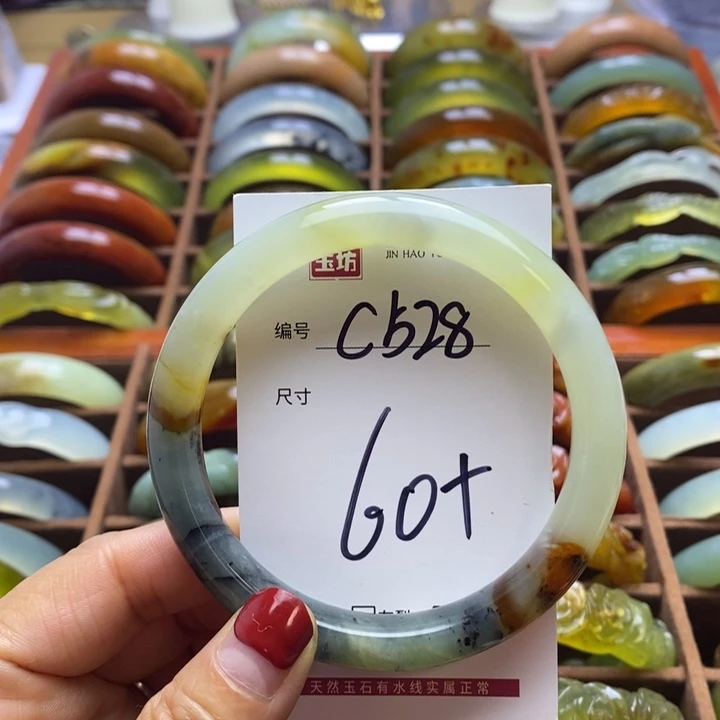 玉坊
JIN HAO
编号 Cb528
尺寸
60+
天然玉石有水线实属正常